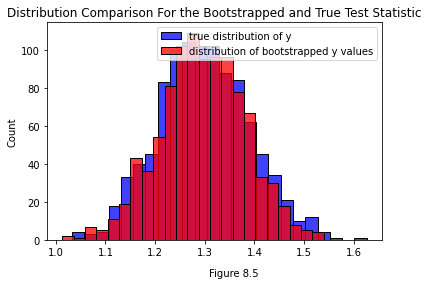 Distribution Comparison For the Bootstrapped and True Test Statistic
true distribution of y
distribution of bootstrapped y values
100
80
60
40
20
0
Count
1.0 1.1 1.2 1.3 1.4 1.5 1.6
Figure 8.5